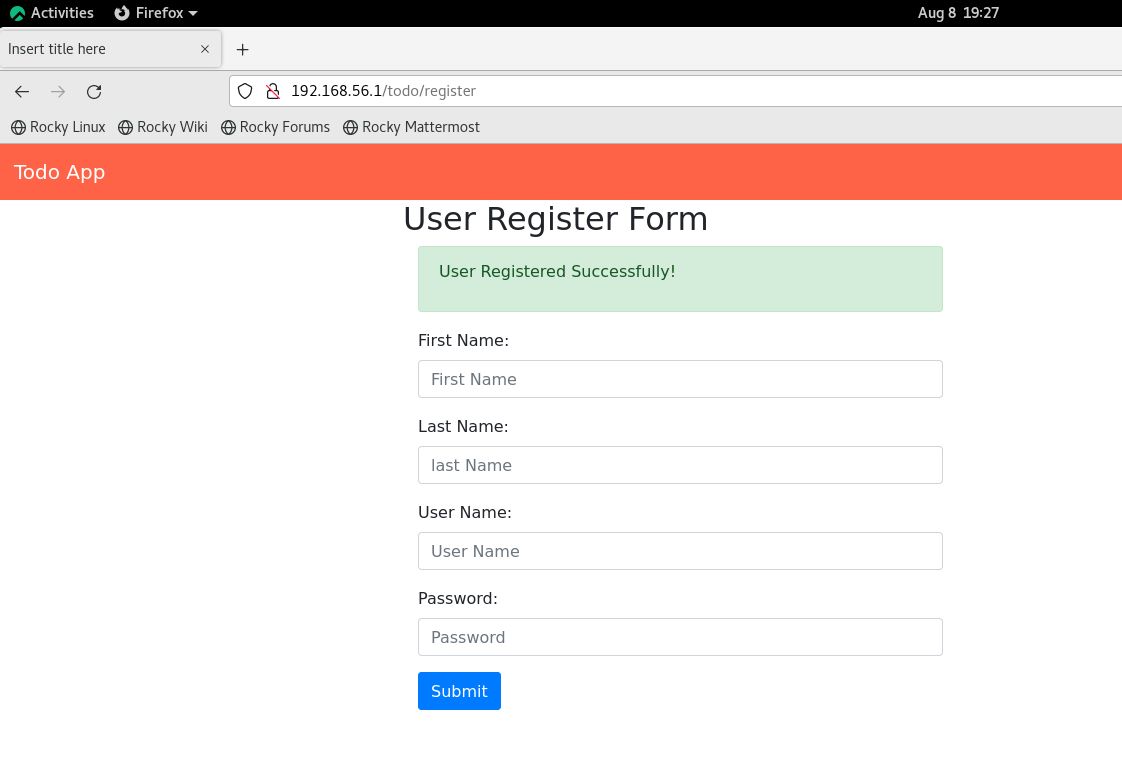 Activities Firefox Aug 8 19:27
Insert title here
192.168.56.1/todo/register
Rocky Linux Rocky Wiki Rocky Forums Rocky Mattermost
Todo App
User Register Form
User Registered Successfully!
First Name:
First Name
Last Name:
last Name
User Name:
User Name
Password:
Password
Submit